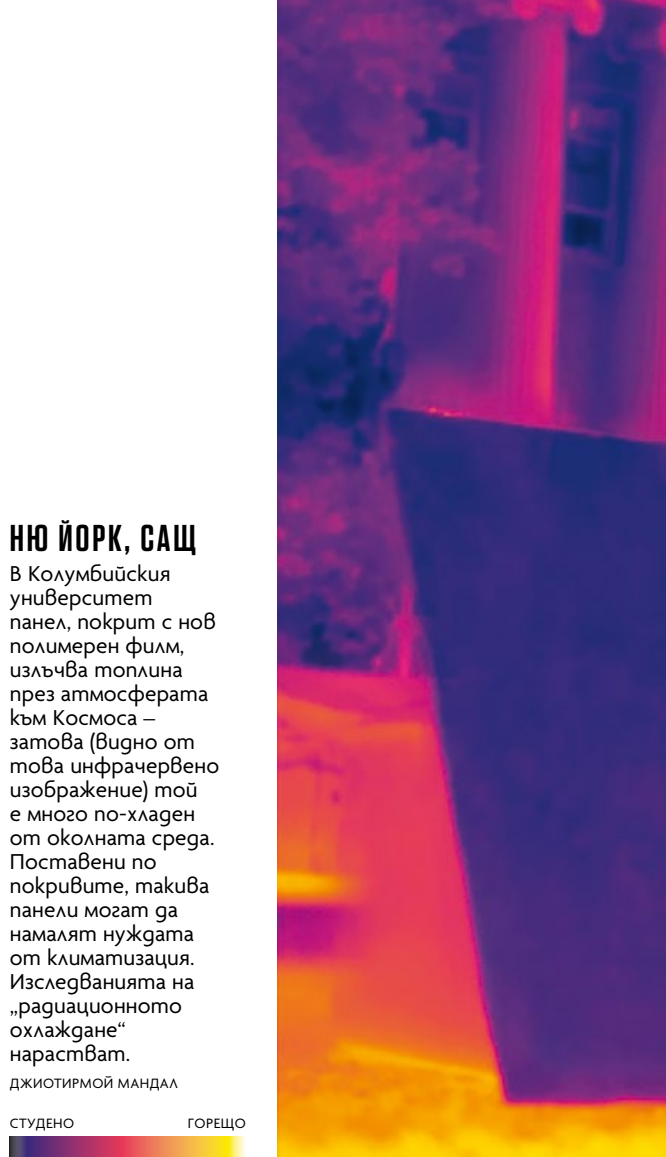 НЮ ЙОРК, САЩ
В Колумбийския
университет
панел, покрит с нов
полимерен филм,
излъчва топлина
през атмосферата
към Космоса –
затова (видно от
това инфрачервено
изображение) той
е много по-хладен
от околната среда.
Поставени по
покривите, такива
панели могат да
намалят нуждата
от климатизация.
Изследванията на
„радиационното
охлаждане“
нарастват.
ДЖИОТИРМОЙ МАНДАЛ
СТУДЕНО ГОРЕЩО